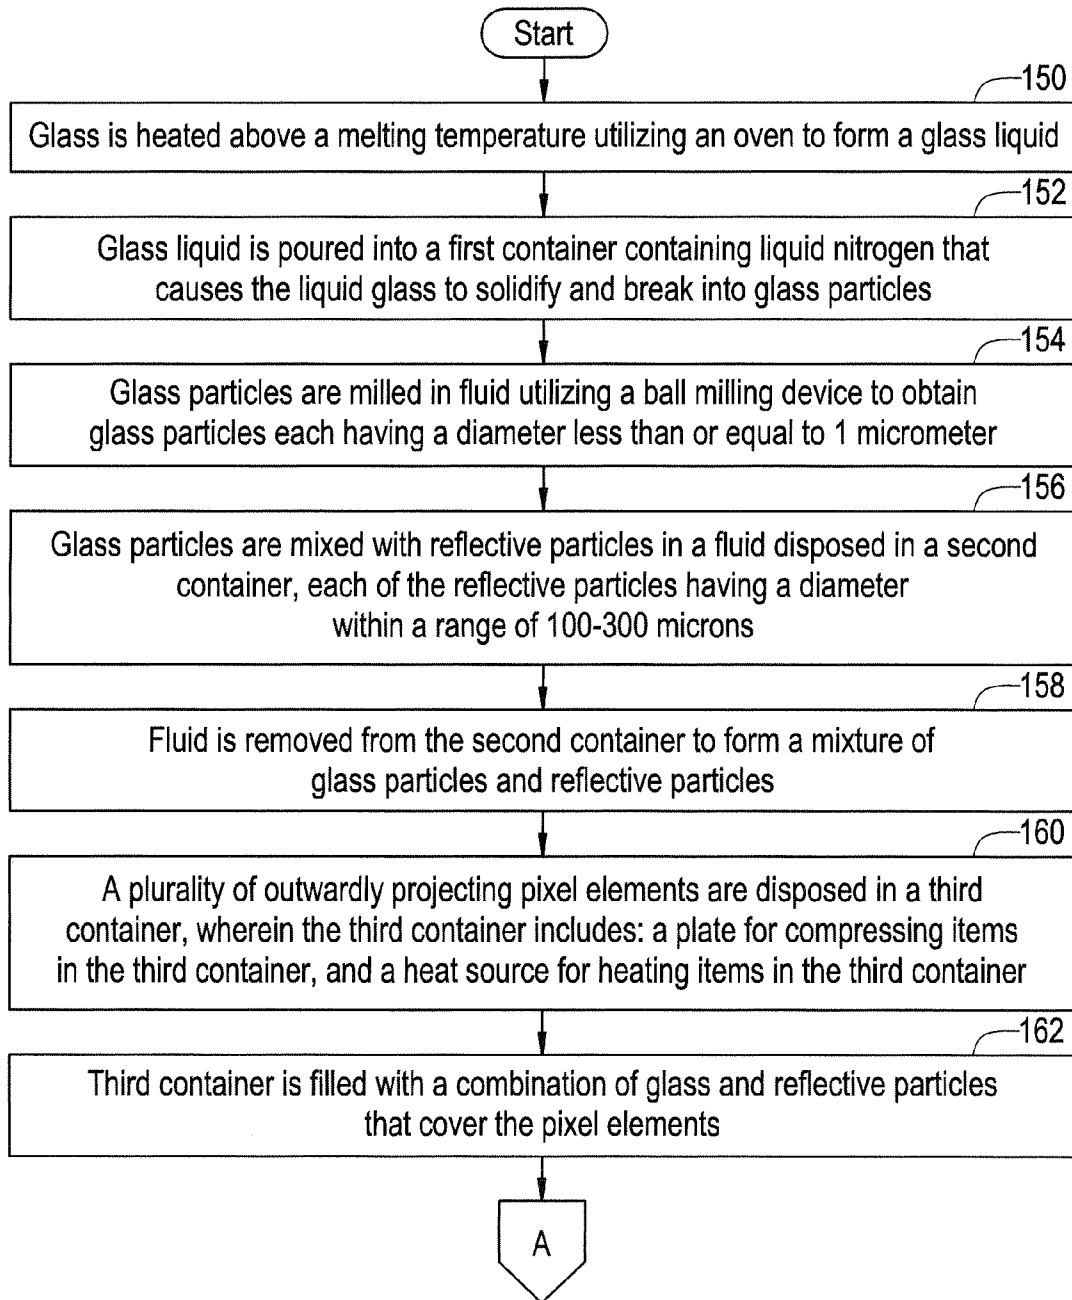 Start
150
Glass is heated above a melting temperature utilizing an oven to form a glass liquid
152
Glass liquid is poured into a first container containing liquid nitrogen that
causes the liquid glass to solidify and break into glass particles
154
Glass particles are milled in fluid utilizing a ball milling device to obtain
glass particles each having a diameter less than or equal to 1 micrometer
156
Glass particles are mixed with reflective particles in a fluid disposed in a second
container, each of the reflective particles having a diameter
within a range of 100-300 microns
158
Fluid is removed from the second container to form a mixture of
glass particles and reflective particles
160
A plurality of outwardly projecting pixel elements are disposed in a third
container, wherein the third container includes: a plate for compressing items
in the third container, and a heat source for heating items in the third container
162
Third container is filled with a combination of glass and reflective particles
that cover the pixel elements
A